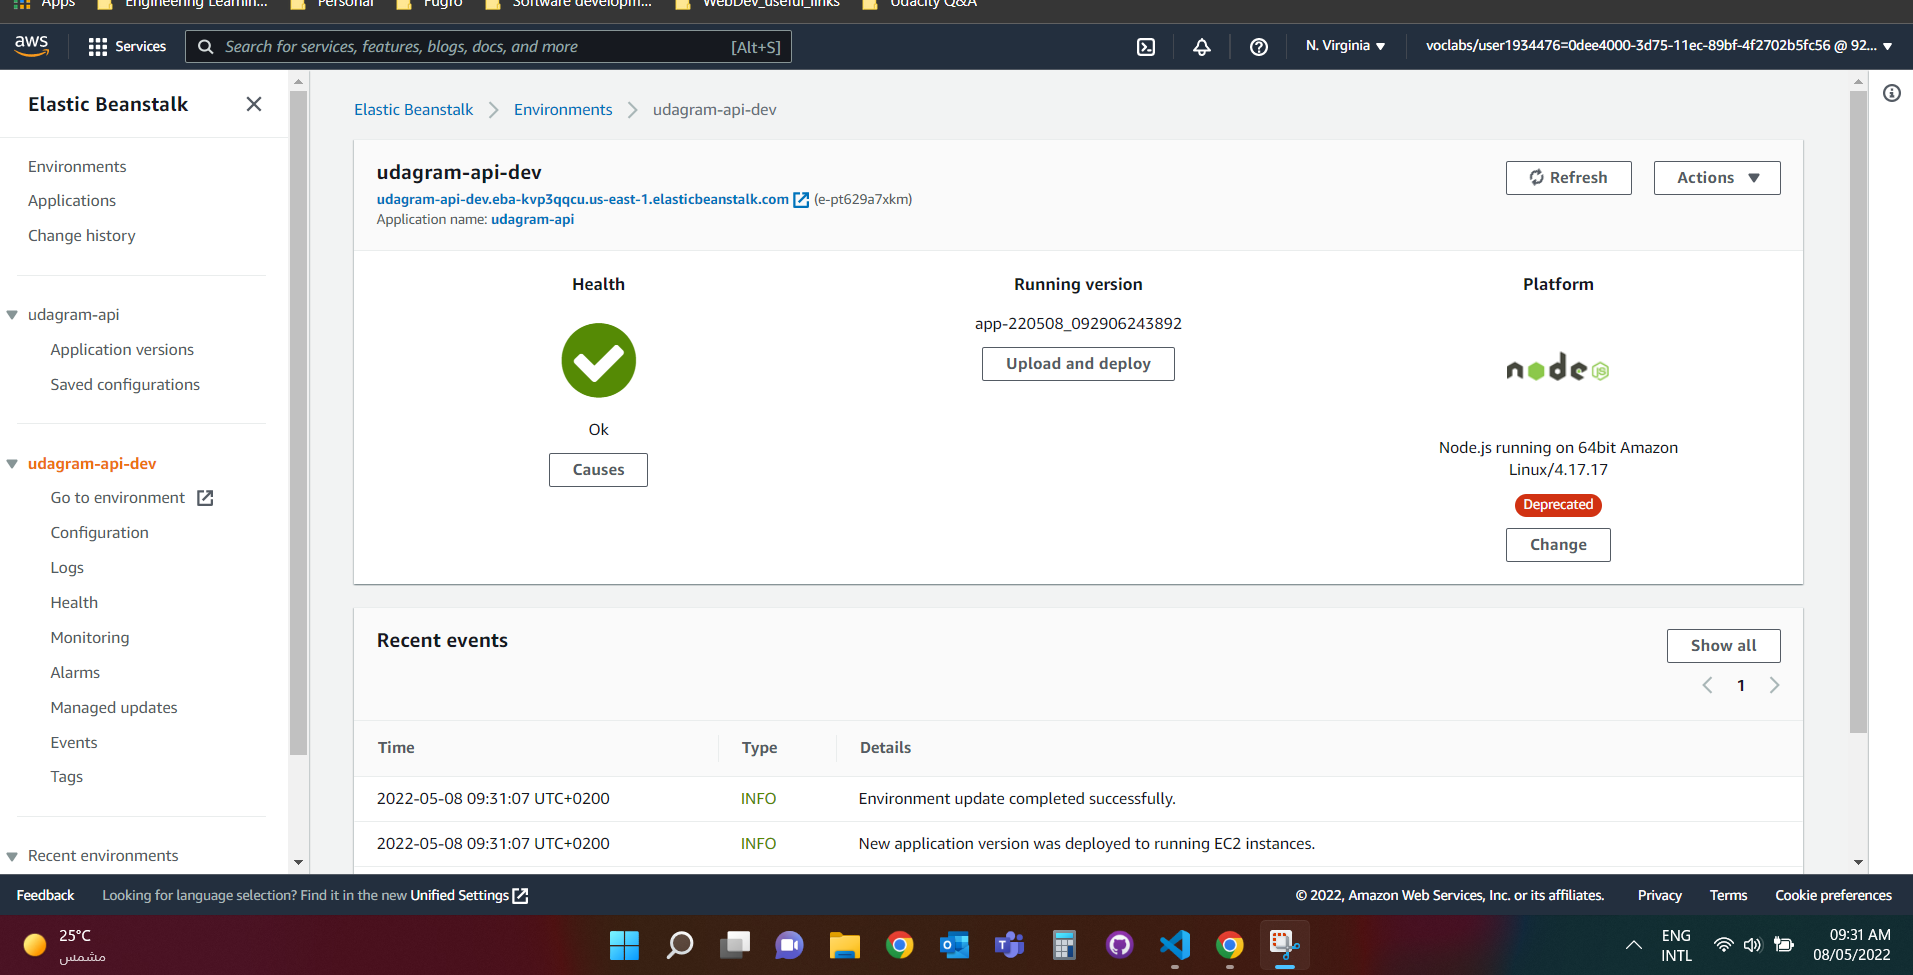 Apps
Engineering Learnin...
Personal
Fugro
Software developm...
WebDev_useful_links
Udacity Q&A
aws
Services
Search for services, features, blogs, docs, and more
[Alt+S]
N. Virginia
voclabs/user1934476=0dee4000-3d75-11ec-89bf-4f2702b5fc56 @ 92...
Elastic Beanstalk
Environments
Applications
Change history
udagram-api
Application versions
Saved configurations
udagram-api-dev
Go to environment
Configuration
Logs
Health
Monitoring
Alarms
Managed updates
Events
Tags
Recent environments
Elastic Beanstalk
Environments
udagram-api-dev
udagram-api-dev
udagram-api-dev.eba-kvp3qqcu.us-east-1.elasticbeanstalk.com (e-pt629a7xkm)
Application name: udagram-api
Refresh
Actions
Health
Ok
Causes
Running version
app-220508_092906243892
Upload and deploy
Platform
node JS
Node.js running on 64bit Amazon
Linux/4.17.17
Deprecated
Change
Recent events
Show all
1
Time Type Details
2022-05-08 09:31:07 UTC+0200 INFO Environment update completed successfully.
2022-05-08 09:31:07 UTC+0200 INFO New application version was deployed to running EC2 instances.
Feedback
Looking for language selection? Find it in the new Unified Settings
© 2022, Amazon Web Services, Inc. or its affiliates.
Privacy
Terms
Cookie preferences
25°C
مشمس
ENG
INTL
09:31 AM
08/05/2022